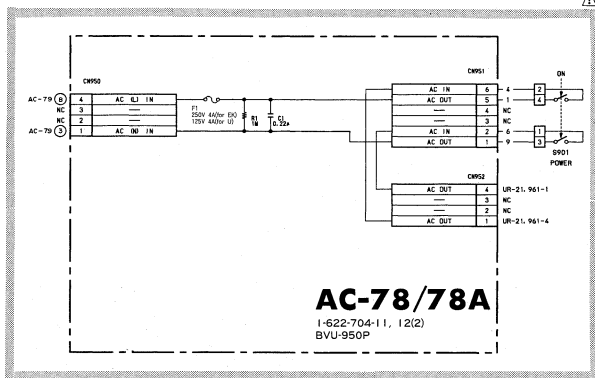 CN950
AC-79 8 4 AC (L) IN
NC 3 —
NC 2 —
AC-79 3 1 AC (N) IN
F1
250V 4A(for EK)
125V 4A(for U)
R1
1M
C1
0.22μ
CN951
AC IN 6 4 2
AC OUT 5 1 4
— 4 NC
— 3 NC
AC IN 2 6 1
AC OUT 1 9 3
ON
S901
POWER
CN952
AC OUT 4 UR-21, 961-1
— 3 NC
— 2 NC
AC OUT 1 UR-21, 961-4
AC-78/78A
1-622-704-11, 12(2)
BVU-950P